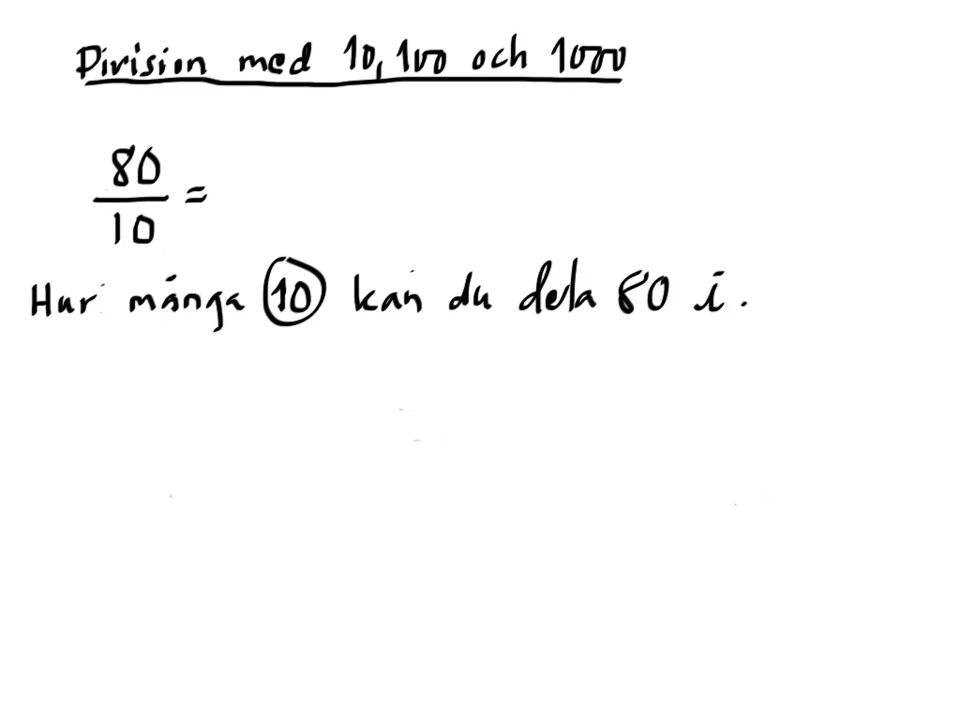 Division med 10, 100 och 1000
80
10
=
Hur många 10 kan du dela 80 i.